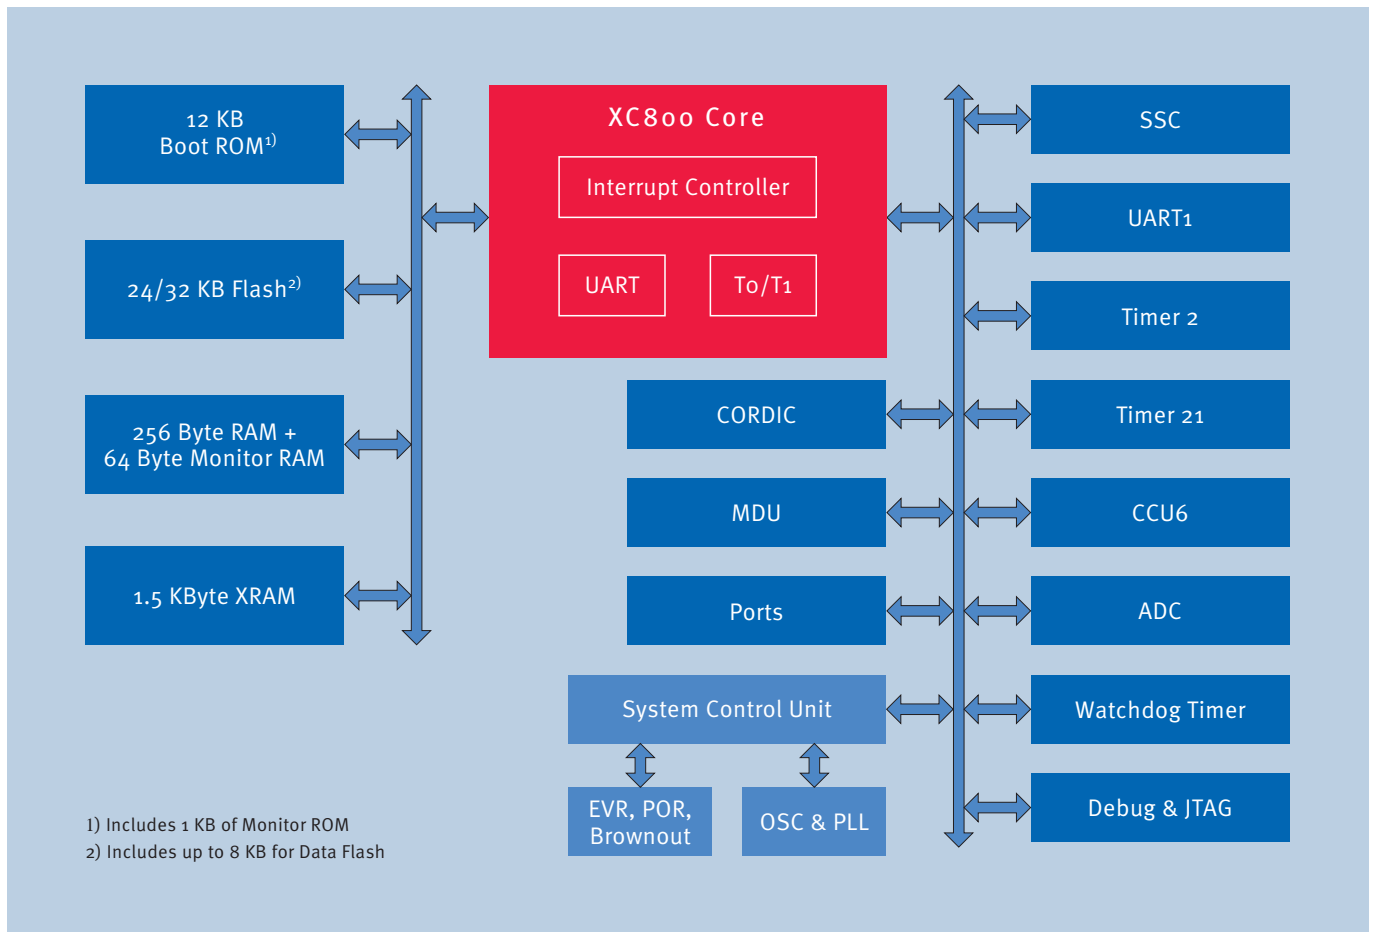 12 KB
Boot ROM1)
24/32 KB Flash2)
256 Byte RAM +
64 Byte Monitor RAM
1.5 KByte XRAM
XC800 Core
Interrupt Controller
UART
T0/T1
CORDIC
MDU
Ports
System Control Unit
EVR, POR,
Brownout
OSC & PLL
SSC
UART1
Timer 2
Timer 21
CCU6
ADC
Watchdog Timer
Debug & JTAG
1) Includes 1 KB of Monitor ROM
2) Includes up to 8 KB for Data Flash